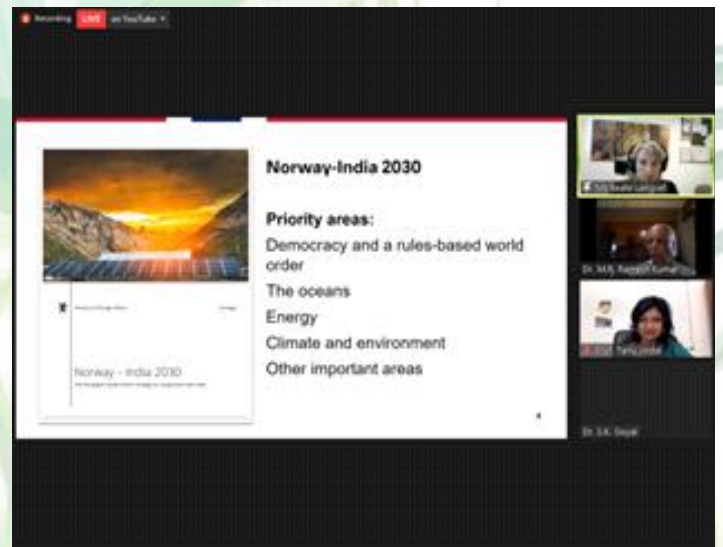 Recording LIVE on YouTube
Norway-India 2030
Priority areas:
Democracy and a rules-based world
order
The oceans
Energy
Climate and environment
Other important areas
Norway - India 2030
Dr. M.R. Ramesh Kumar
Dr. S.K. Goyal